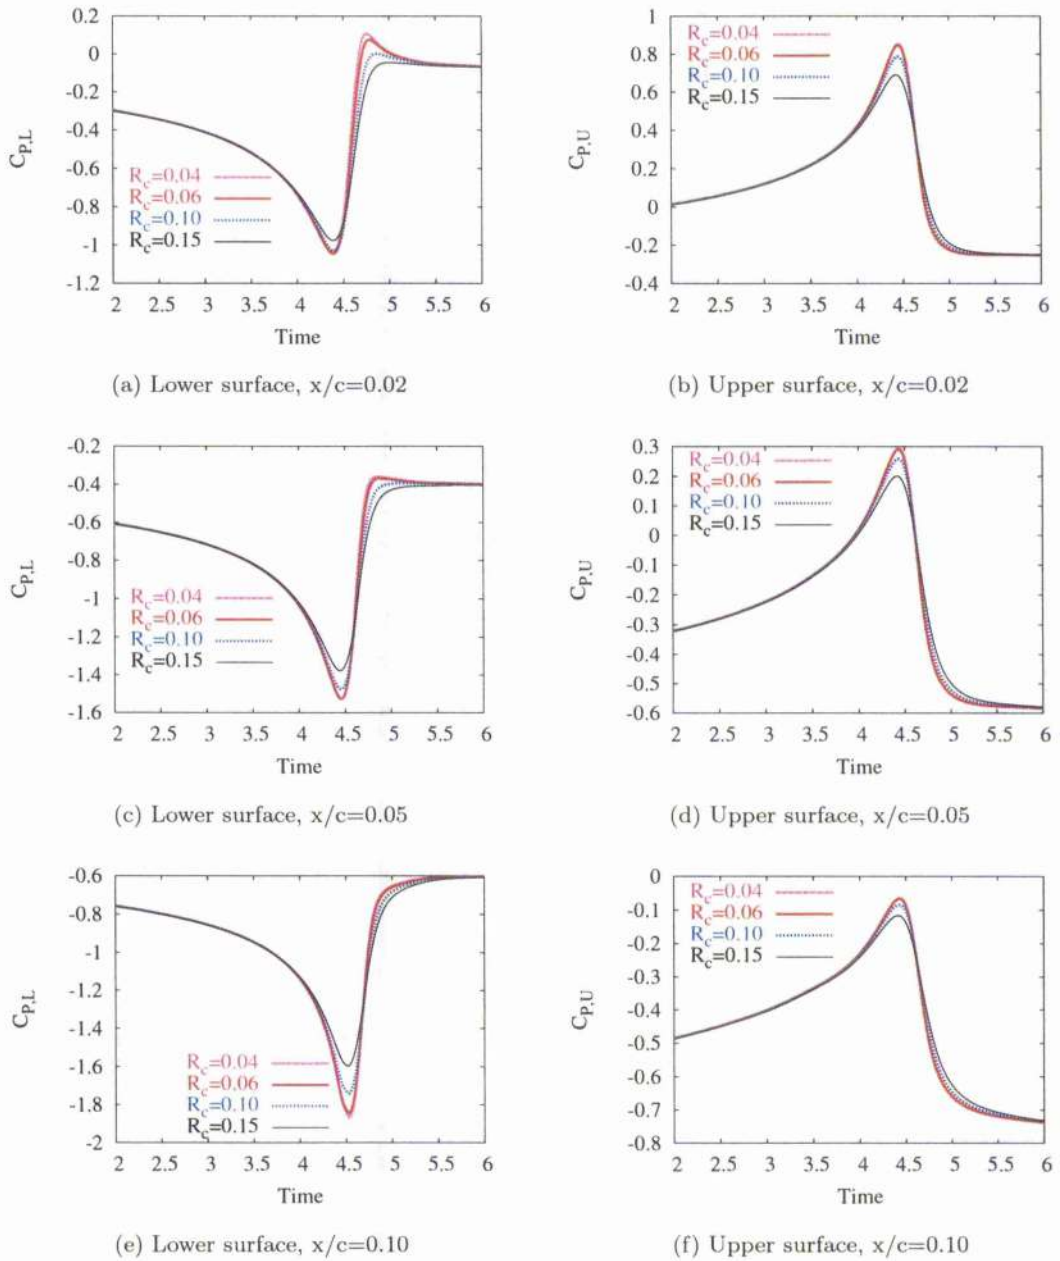 0.2
0
-0.2
-0.4
-0.6
-0.8
-1
-1.2
C_P,L
R_c=0.04
R_c=0.06
R_c=0.10
R_c=0.15
2 2.5 3 3.5 4 4.5 5 5.5 6
Time
(a) Lower surface, x/c=0.02
1
0.8
0.6
0.4
0.2
0
-0.2
-0.4
C_P,U
R_c=0.04
R_c=0.06
R_c=0.10
R_c=0.15
2 2.5 3 3.5 4 4.5 5 5.5 6
Time
(b) Upper surface, x/c=0.02
-0.2
-0.4
-0.6
-0.8
-1
-1.2
-1.4
-1.6
C_P,L
R_c=0.04
R_c=0.06
R_c=0.10
R_c=0.15
2 2.5 3 3.5 4 4.5 5 5.5 6
Time
(c) Lower surface, x/c=0.05
0.3
0.2
0.1
0
-0.1
-0.2
-0.3
-0.4
-0.5
-0.6
C_P,U
R_c=0.04
R_c=0.06
R_c=0.10
R_c=0.15
2 2.5 3 3.5 4 4.5 5 5.5 6
Time
(d) Upper surface, x/c=0.05
-0.6
-0.8
-1
-1.2
-1.4
-1.6
-1.8
-2
C_P,L
R_c=0.04
R_c=0.06
R_c=0.10
R_c=0.15
2 2.5 3 3.5 4 4.5 5 5.5 6
Time
(e) Lower surface, x/c=0.10
0
-0.1
-0.2
-0.3
-0.4
-0.5
-0.6
-0.7
-0.8
C_P,U
R_c=0.04
R_c=0.06
R_c=0.10
R_c=0.15
2 2.5 3 3.5 4 4.5 5 5.5 6
Time
(f) Upper surface, x/c=0.10